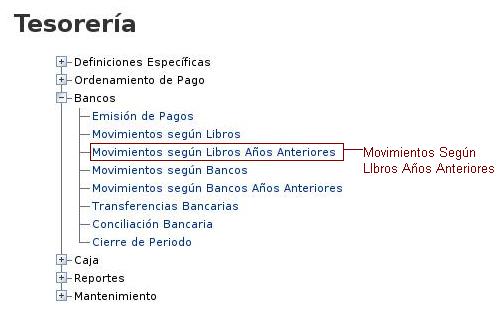 Tesorería
Definiciones Específicas
Ordenamiento de Pago
Bancos
Emisión de Pagos
Movimientos según Libros
Movimientos según Libros Años Anteriores
Movimientos Según
LIbros Años Anteriores
Movimientos según Bancos
Movimientos según Bancos Años Anteriores
Transferencias Bancarias
Conciliación Bancaria
Cierre de Periodo
Caja
Reportes
Mantenimiento